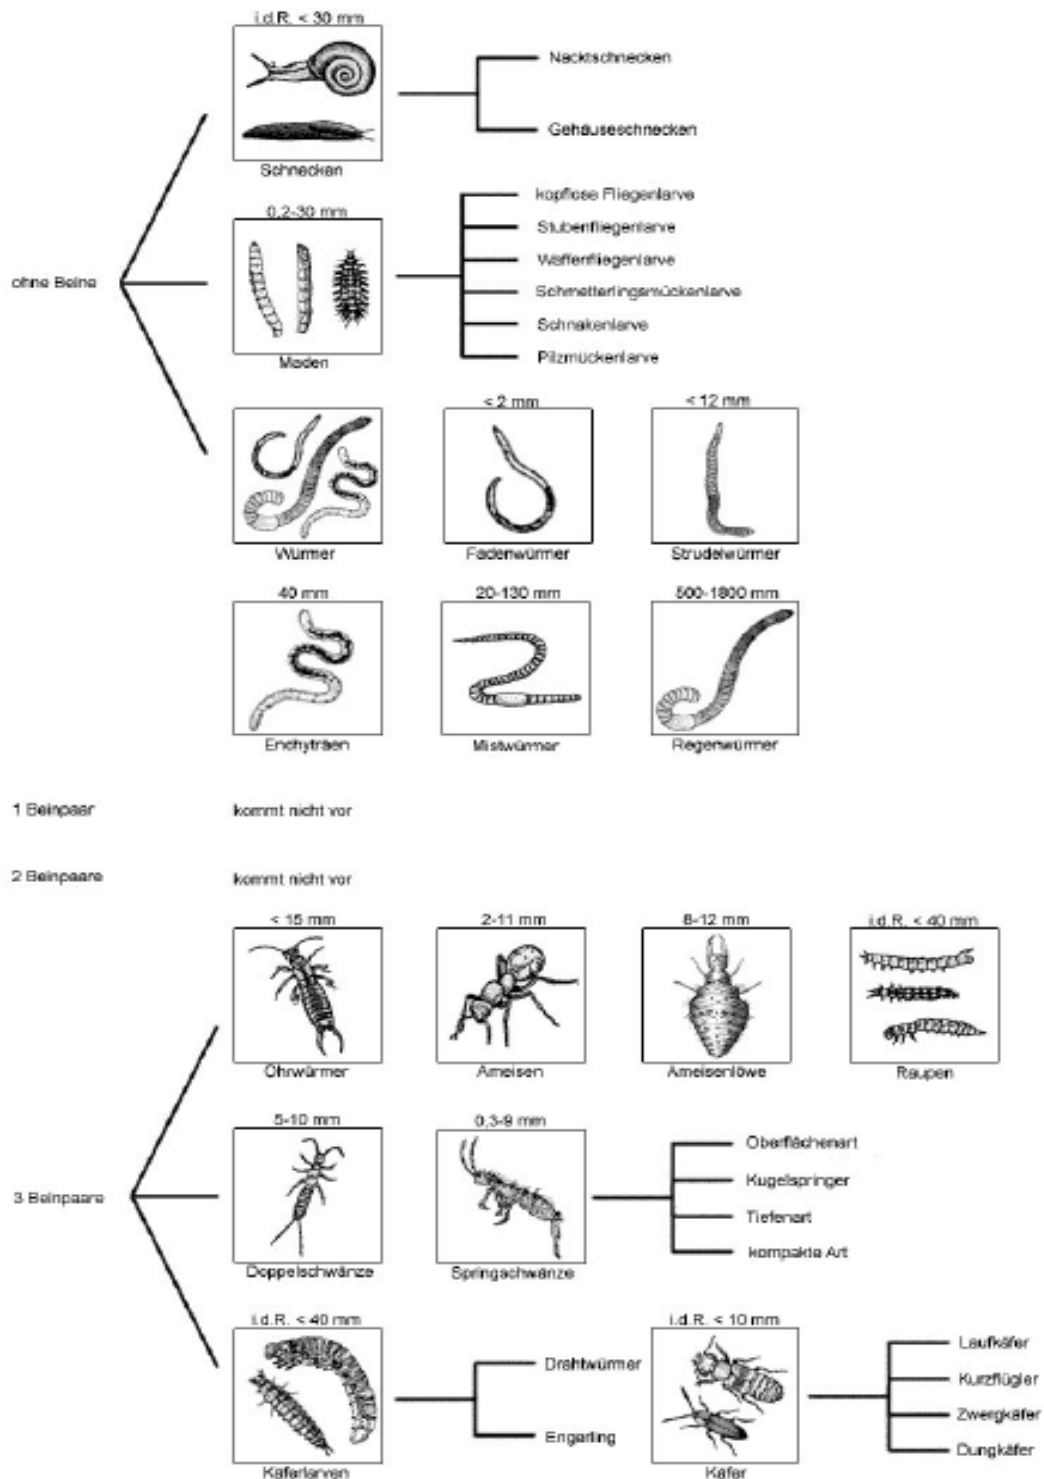 i.d.R. < 30 mm
Nacktschnecken
Gehäuseschnecken
Schnecken
0,2-30 mm
kopflose Fliegenlarve
Stubenfliegenlarve
Waffenfliegenlarve
ohne Beine
Schmetterlingsmückenlarve
Schnakenlarve
Pilzmückenlarve
Maden
< 2 mm
< 12 mm
Würmer
Fadenwürmer
Strudelwürmer
40 mm
20-130 mm
500-1800 mm
Enchyträen
Mistwürmer
Regenwürmer
1 Beinpaar
kommt nicht vor
2 Beinpaare
kommt nicht vor
< 15 mm
2-11 mm
8-12 mm
i.d.R. < 40 mm
Ohrwürmer
Ameisen
Ameisenlöwe
Raupen
5-10 mm
0,3-9 mm
Oberflächenart
Kugelspringer
3 Beinpaare
Tiefenart
kompakte Art
Doppelschwänze
Springschwänze
i.d.R. < 40 mm
i.d.R. < 10 mm
Laufkäfer
Drahtwürmer
Kurzflügler
Zwergkäfer
Engerling
Dungkäfer
Käferlarven
Käfer